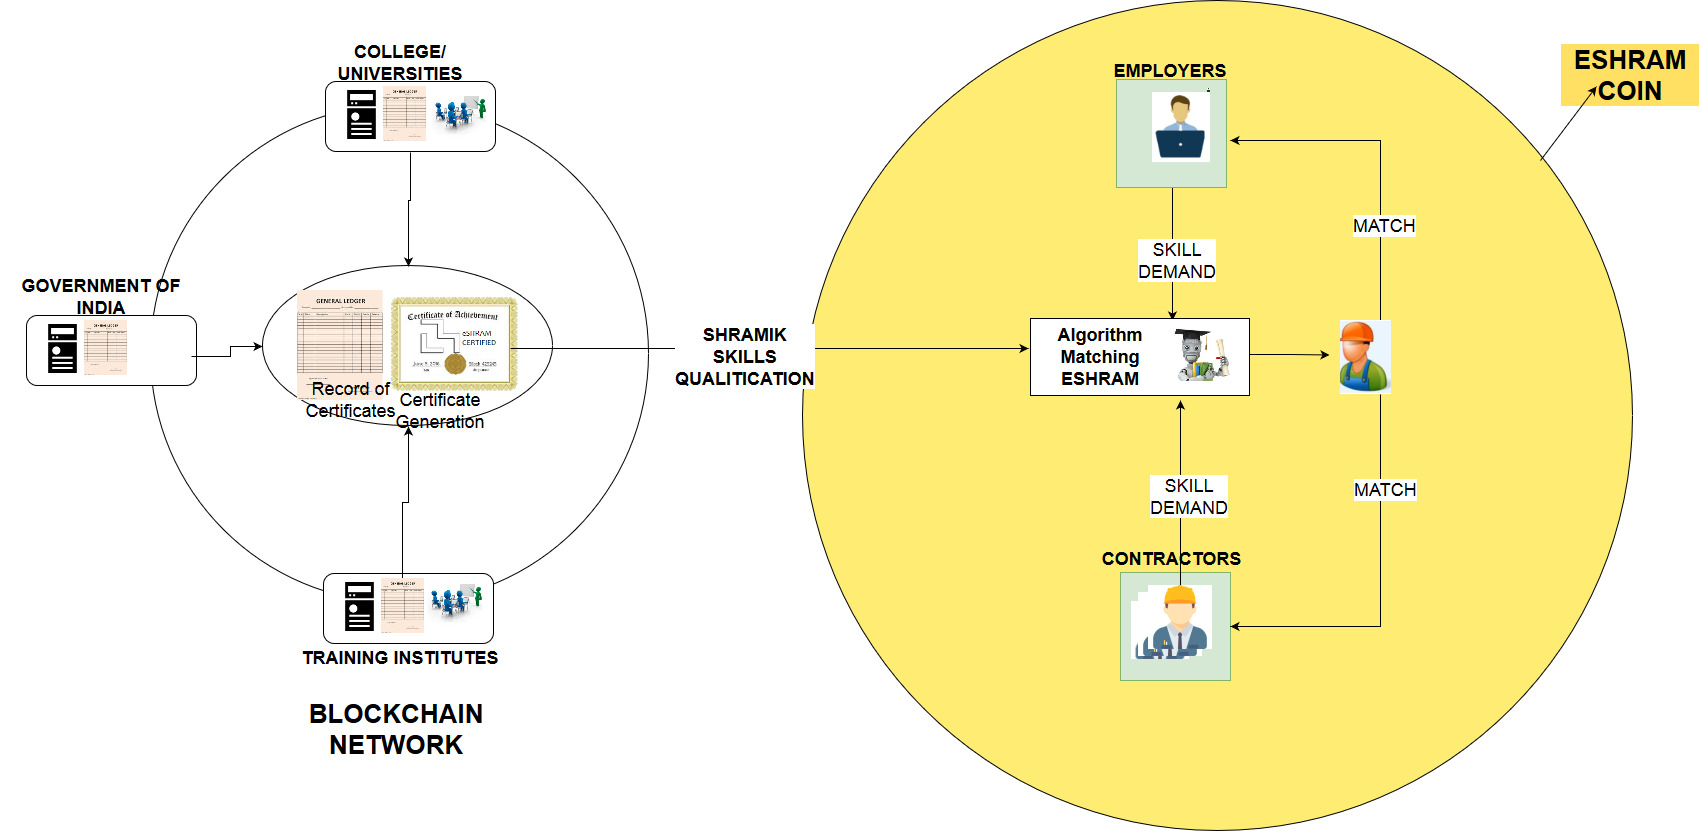 COLLEGE/
UNIVERSITIES
GOVERNMENT OF
INDIA
GENERAL LEDGER
Certificate of Achievement
eSHRAM
CERTIFIED
Record of
Certificates
Certificate
Generation
TRAINING INSTITUTES
BLOCKCHAIN
NETWORK
SHRAMIK
SKILLS
QUALITICATION
EMPLOYERS
SKILL
DEMAND
Algorithm
Matching
ESHRAM
SKILL
DEMAND
CONTRACTORS
MATCH
MATCH
ESHRAM
COIN